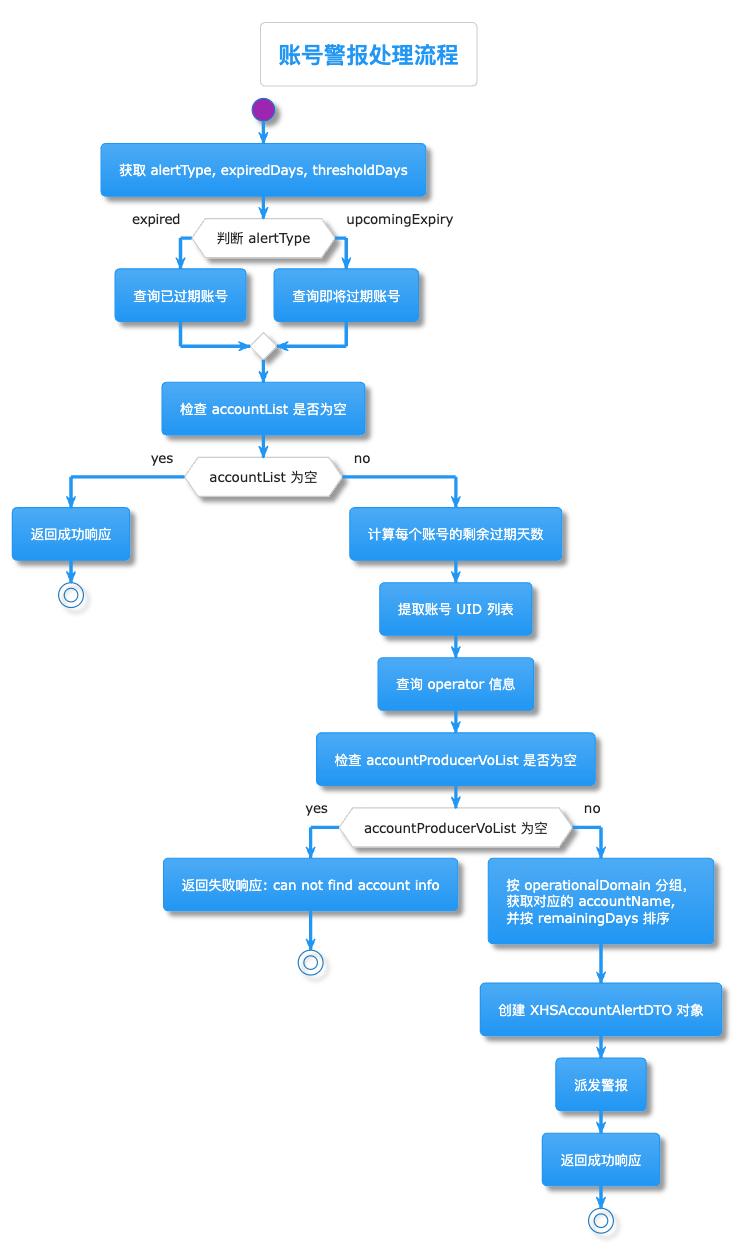 账号警报处理流程
获取 alertType, expiredDays, thresholdDays
expired
判断 alertType
upcomingExpiry
查询已过期账号
查询即将过期账号
检查 accountList 是否为空
yes
accountList 为空
no
返回成功响应
计算每个账号的剩余过期天数
提取账号 UID 列表
查询 operator 信息
检查 accountProducerVoList 是否为空
yes
accountProducerVoList 为空
no
返回失败响应：can not find account info
按 operationalDomain 分组，
获取对应的 accountName，
并按 remainingDays 排序
创建 XHSAccountAlertDTO 对象
派发警报
返回成功响应